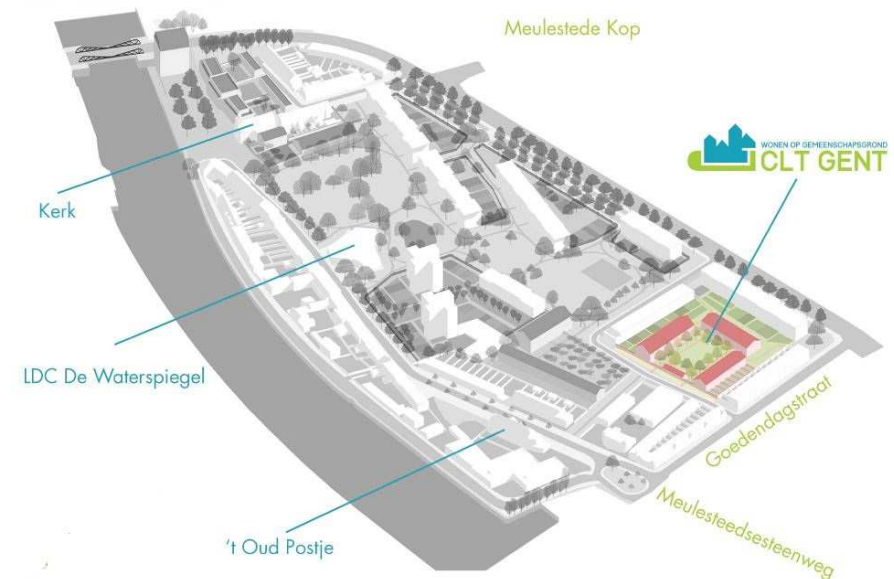 Meulestede Kop
WONEN OP GEMEENSCHAPSGROND
CLT GENT
Kerk
LDC De Waterspiegel
Goedendagstraat
Meulesteedsesteenweg
't Oud Postje